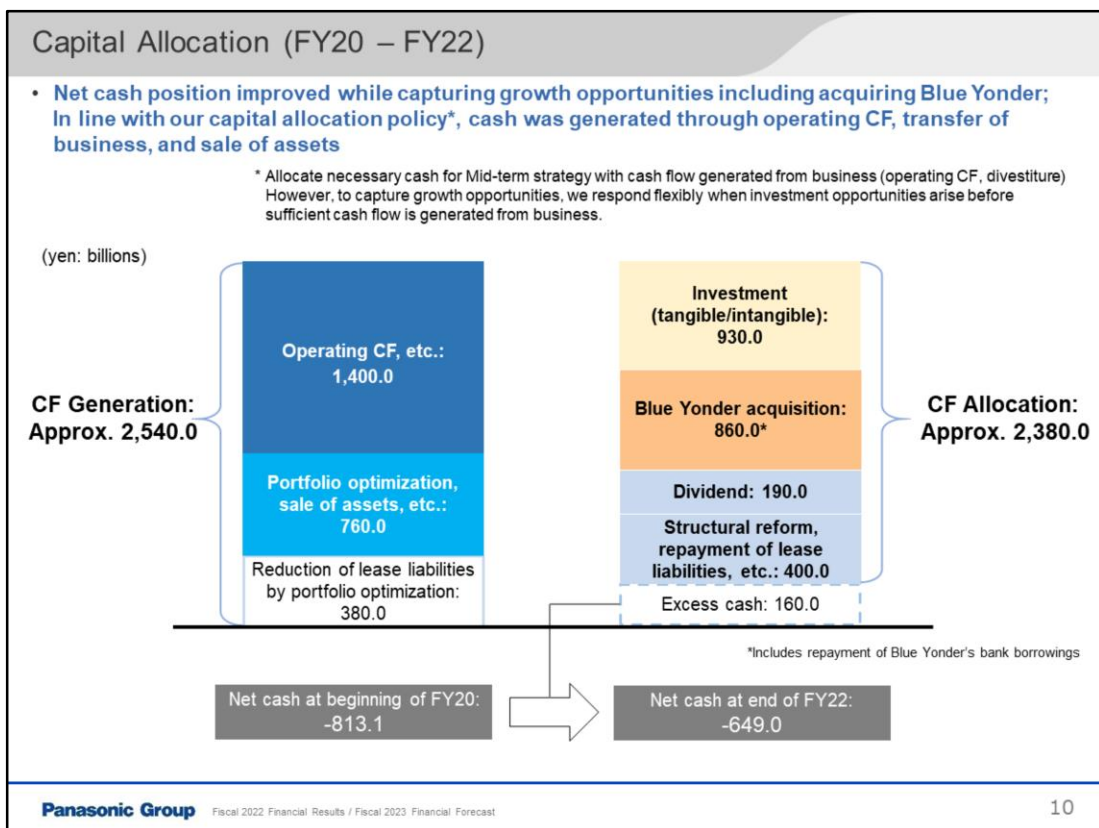 Capital Allocation (FY20 – FY22)
• Net cash position improved while capturing growth opportunities including acquiring Blue Yonder;
In line with our capital allocation policy*, cash was generated through operating CF, transfer of
business, and sale of assets
* Allocate necessary cash for Mid-term strategy with cash flow generated from business (operating CF, divestiture)
However, to capture growth opportunities, we respond flexibly when investment opportunities arise before
sufficient cash flow is generated from business.
(yen: billions)
CF Generation:
Approx. 2,540.0
Operating CF, etc.:
1,400.0
Portfolio optimization,
sale of assets, etc.:
760.0
Reduction of lease liabilities
by portfolio optimization:
380.0
Investment
(tangible/intangible):
930.0
Blue Yonder acquisition:
860.0*
Dividend: 190.0
Structural reform,
repayment of lease
liabilities, etc.: 400.0
Excess cash: 160.0
CF Allocation:
Approx. 2,380.0
*Includes repayment of Blue Yonder's bank borrowings
Net cash at beginning of FY20:
-813.1
Net cash at end of FY22:
-649.0
Panasonic Group Fiscal 2022 Financial Results / Fiscal 2023 Financial Forecast
10